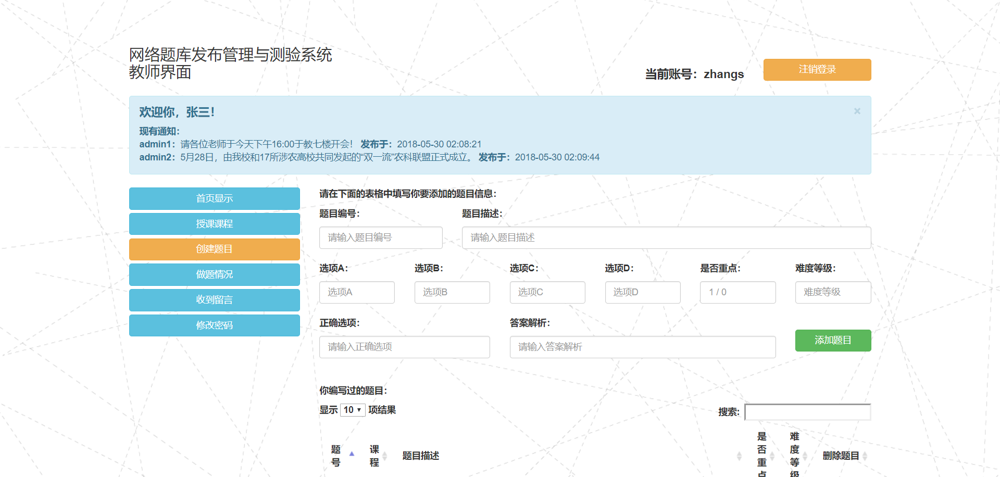 网络题库发布管理与测验系统
教师界面
当前账号：zhangs
注销登录
欢迎你，张三！
×
现有通知：
admin1：请各位老师于今天下午16:00于教七楼开会！ 发布于：2018-05-30 02:08:21
admin2：5月28日，由我校和17所涉农高校共同发起的“双一流”农科联盟正式成立。 发布于：2018-05-30 02:09:44
首页显示
授课课程
创建题目
做题情况
收到留言
修改密码
请在下面的表格中填写你要添加的题目信息：
题目编号： 题目描述：
请输入题目编号 请输入题目描述
选项A： 选项B： 选项C： 选项D： 是否重点： 难度等级：
选项A 选项B 选项C 选项D 1 / 0 难度等级
正确选项： 答案解析：
请输入正确选项 请输入答案解析 添加题目
你编写过的题目：
显示 10 项结果 搜索:
题号 课程 题目描述 是否重点 难度等级 删除题目